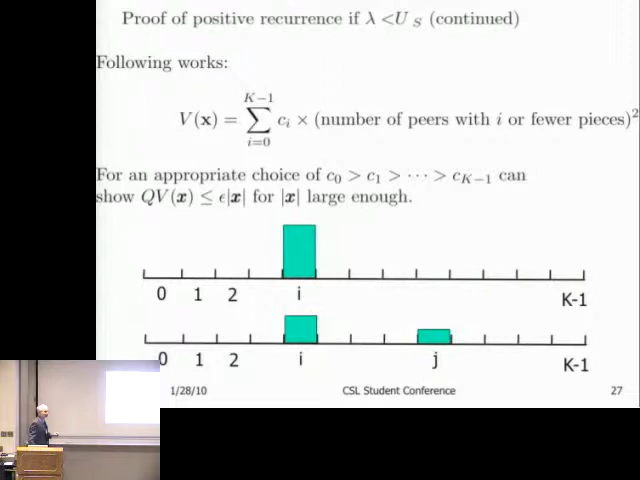 Proof of positive recurrence if λ <U S (continued)
Following works:
V(x) = ∑_{i=0}^{K−1} c_i × (number of peers with i or fewer pieces)^2
For an appropriate choice of c_0 > c_1 > ··· > c_{K−1} can
show QV(x) ≤ ϵ|x| for |x| large enough.
0 1 2 i K-1
0 1 2 i j K-1
1/28/10 CSL Student Conference 27